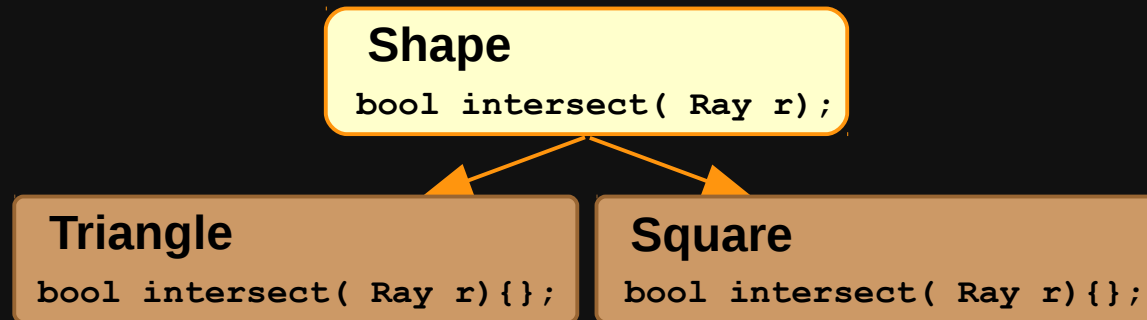 Shape
bool intersect( Ray r);
Triangle
bool intersect( Ray r){};
Square
bool intersect( Ray r){};